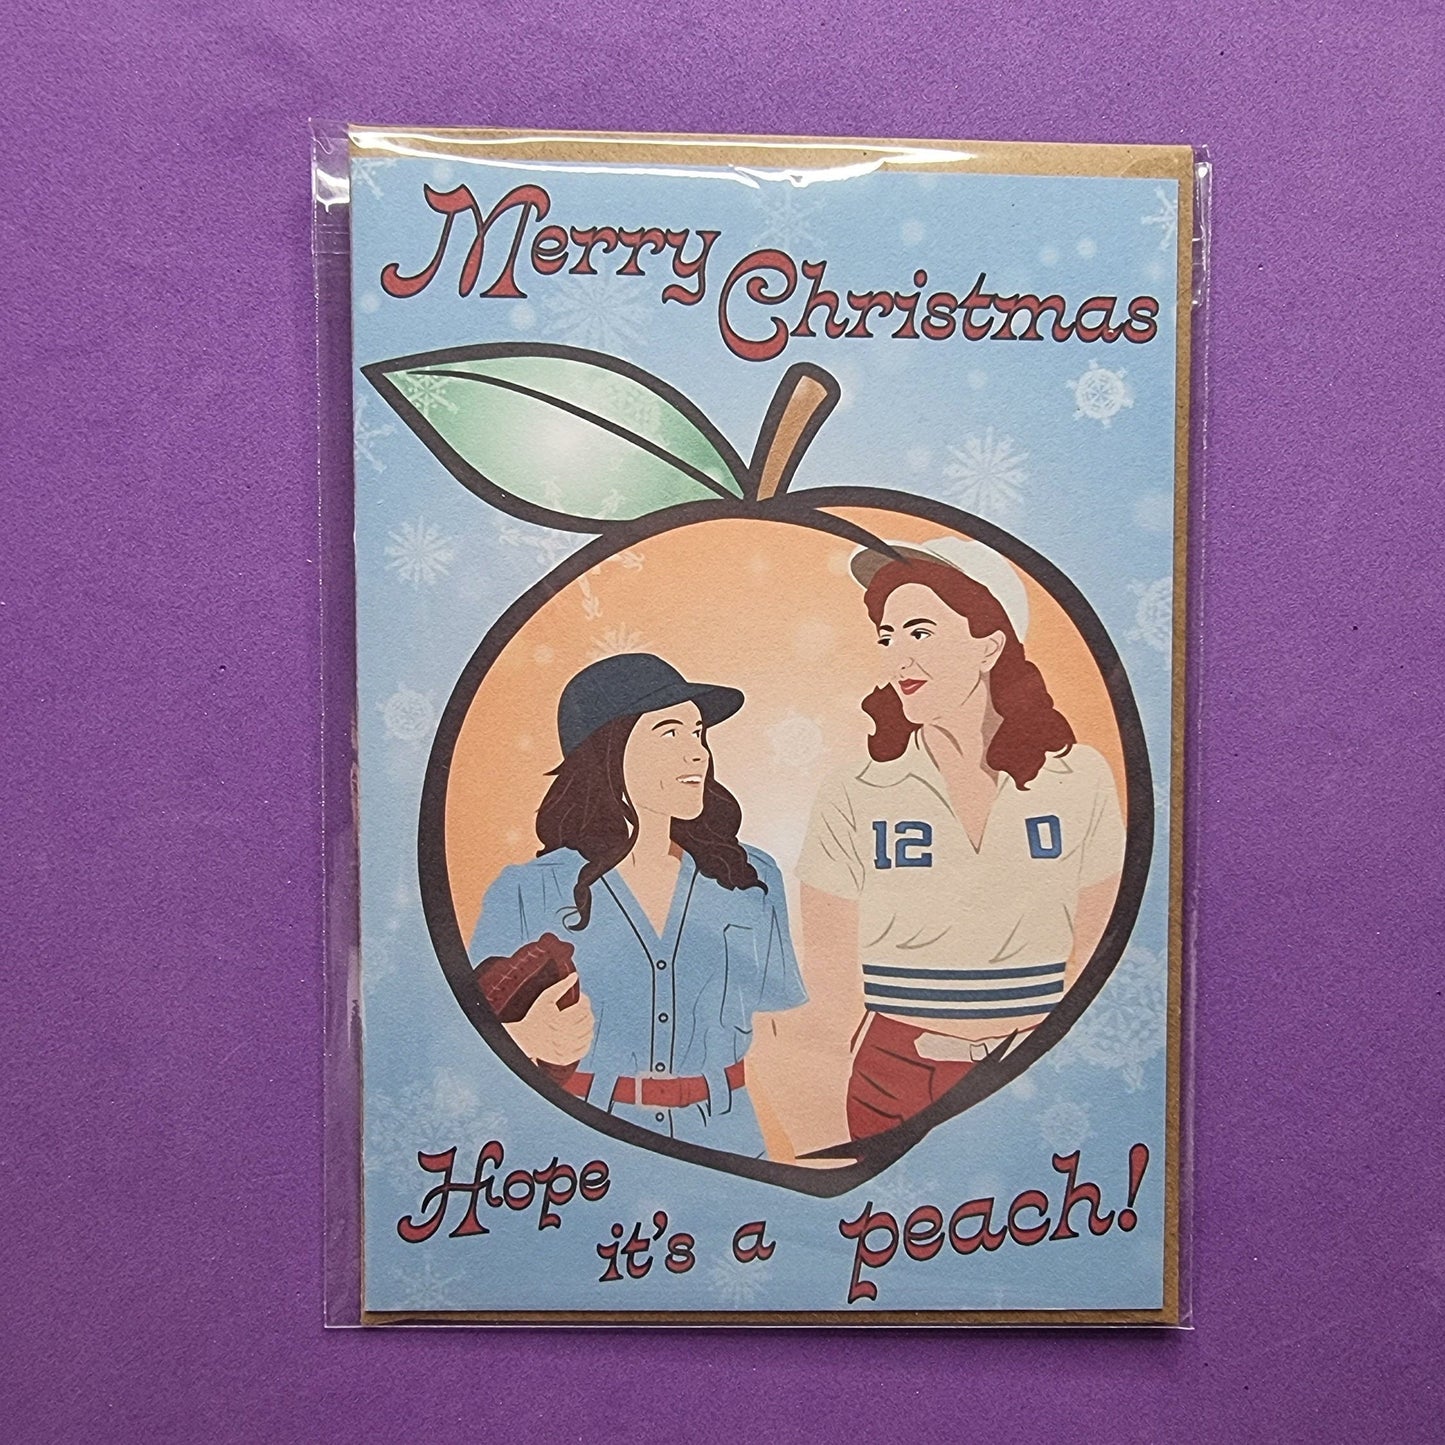 Merry Christmas
12 D
Hope it's a peach!